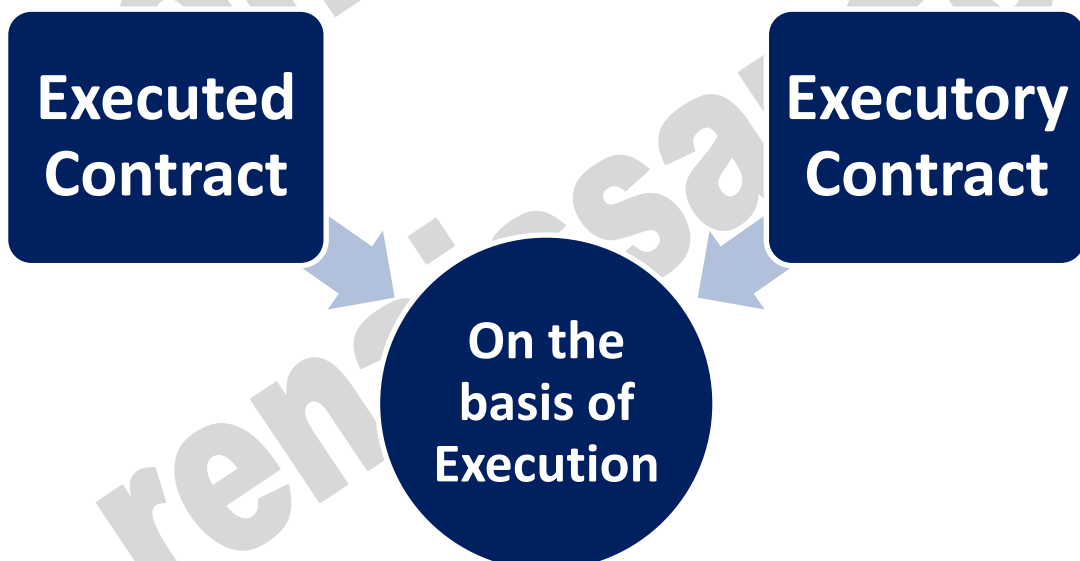 Executed
Contract
Executory
Contract
On the
basis of
Execution